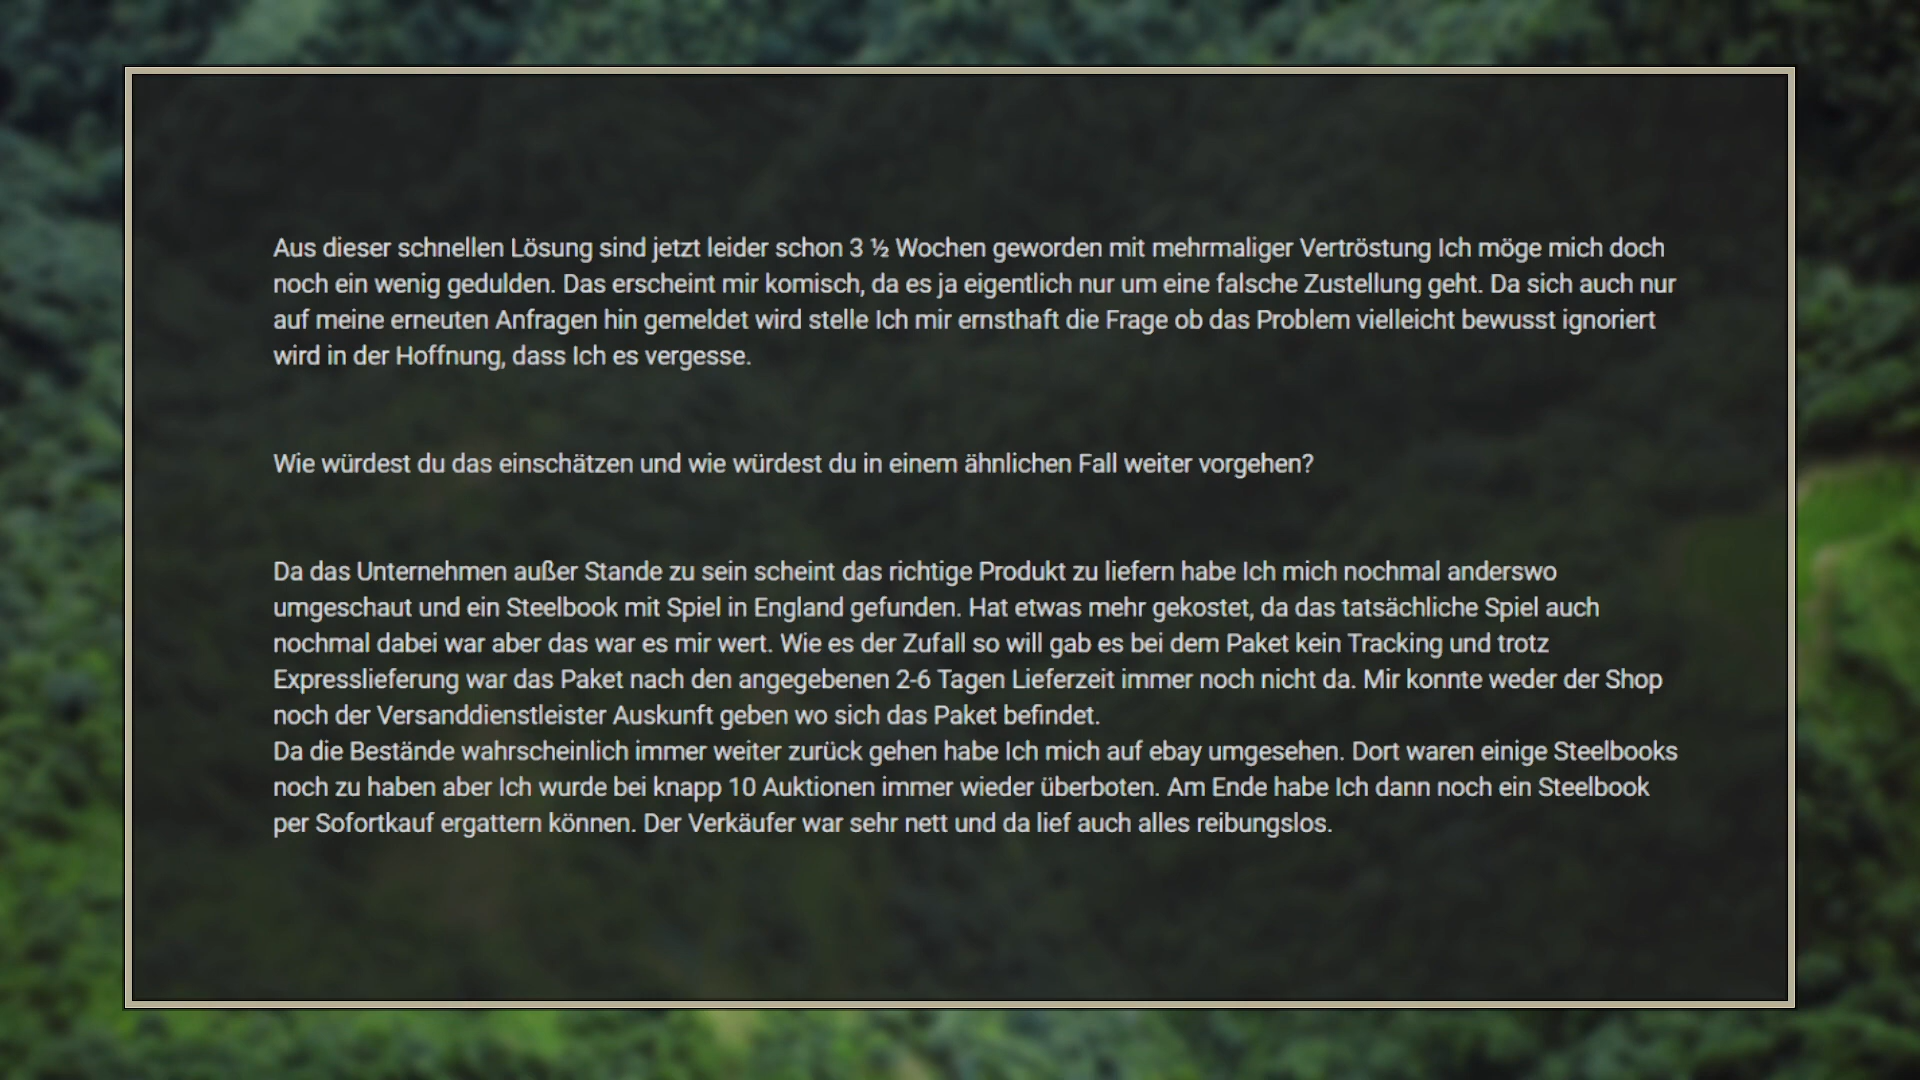 Aus dieser schnellen Lösung sind jetzt leider schon 3 ½ Wochen geworden mit mehrmaliger Vertröstung Ich möge mich doch
noch ein wenig gedulden. Das erscheint mir komisch, da es ja eigentlich nur um eine falsche Zustellung geht. Da sich auch nur
auf meine erneuten Anfragen hin gemeldet wird stelle Ich mir ernsthaft die Frage ob das Problem vielleicht bewusst ignoriert
wird in der Hoffnung, dass Ich es vergesse.
Wie würdest du das einschätzen und wie würdest du in einem ähnlichen Fall weiter vorgehen?
Da das Unternehmen außer Stande zu sein scheint das richtige Produkt zu liefern habe Ich mich nochmal anderswo
umgeschaut und ein Steelbook mit Spiel in England gefunden. Hat etwas mehr gekostet, da das tatsächliche Spiel auch
nochmal dabei war aber das war es mir wert. Wie es der Zufall so will gab es bei dem Paket kein Tracking und trotz
Expresslieferung war das Paket nach den angegebenen 2-6 Tagen Lieferzeit immer noch nicht da. Mir konnte weder der Shop
noch der Versanddienstleister Auskunft geben wo sich das Paket befindet.
Da die Bestände wahrscheinlich immer weiter zurück gehen habe Ich mich auf ebay umgesehen. Dort waren einige Steelbooks
noch zu haben aber Ich wurde bei knapp 10 Auktionen immer wieder überboten. Am Ende habe Ich dann noch ein Steelbook
per Sofortkauf ergattern können. Der Verkäufer war sehr nett und da lief auch alles reibungslos.